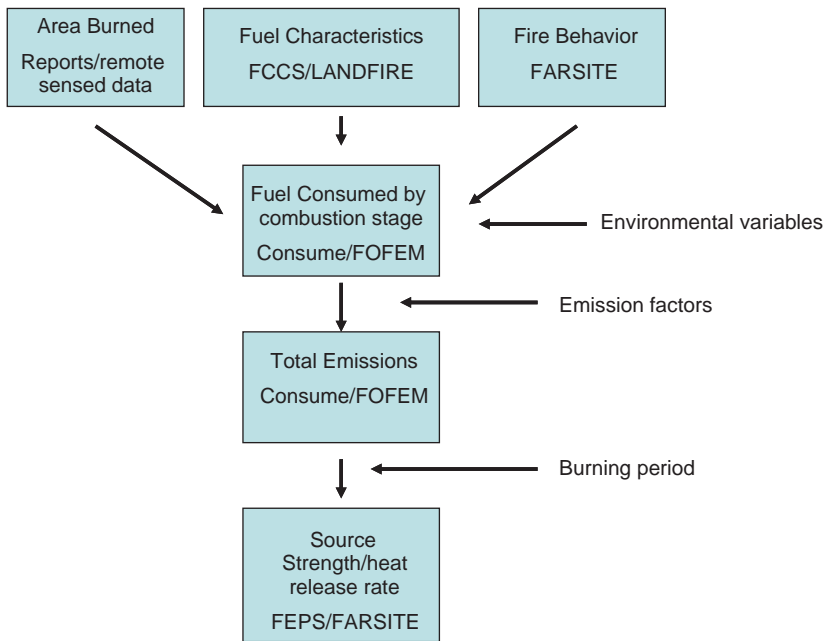 Area Burned
Reports/remote
sensed data
Fuel Characteristics
FCCS/LANDFIRE
Fire Behavior
FARSITE
Fuel Consumed by
combustion stage
Consume/FOFEM
Environmental variables
Emission factors
Total Emissions
Consume/FOFEM
Burning period
Source
Strength/heat
release rate
FEPS/FARSITE